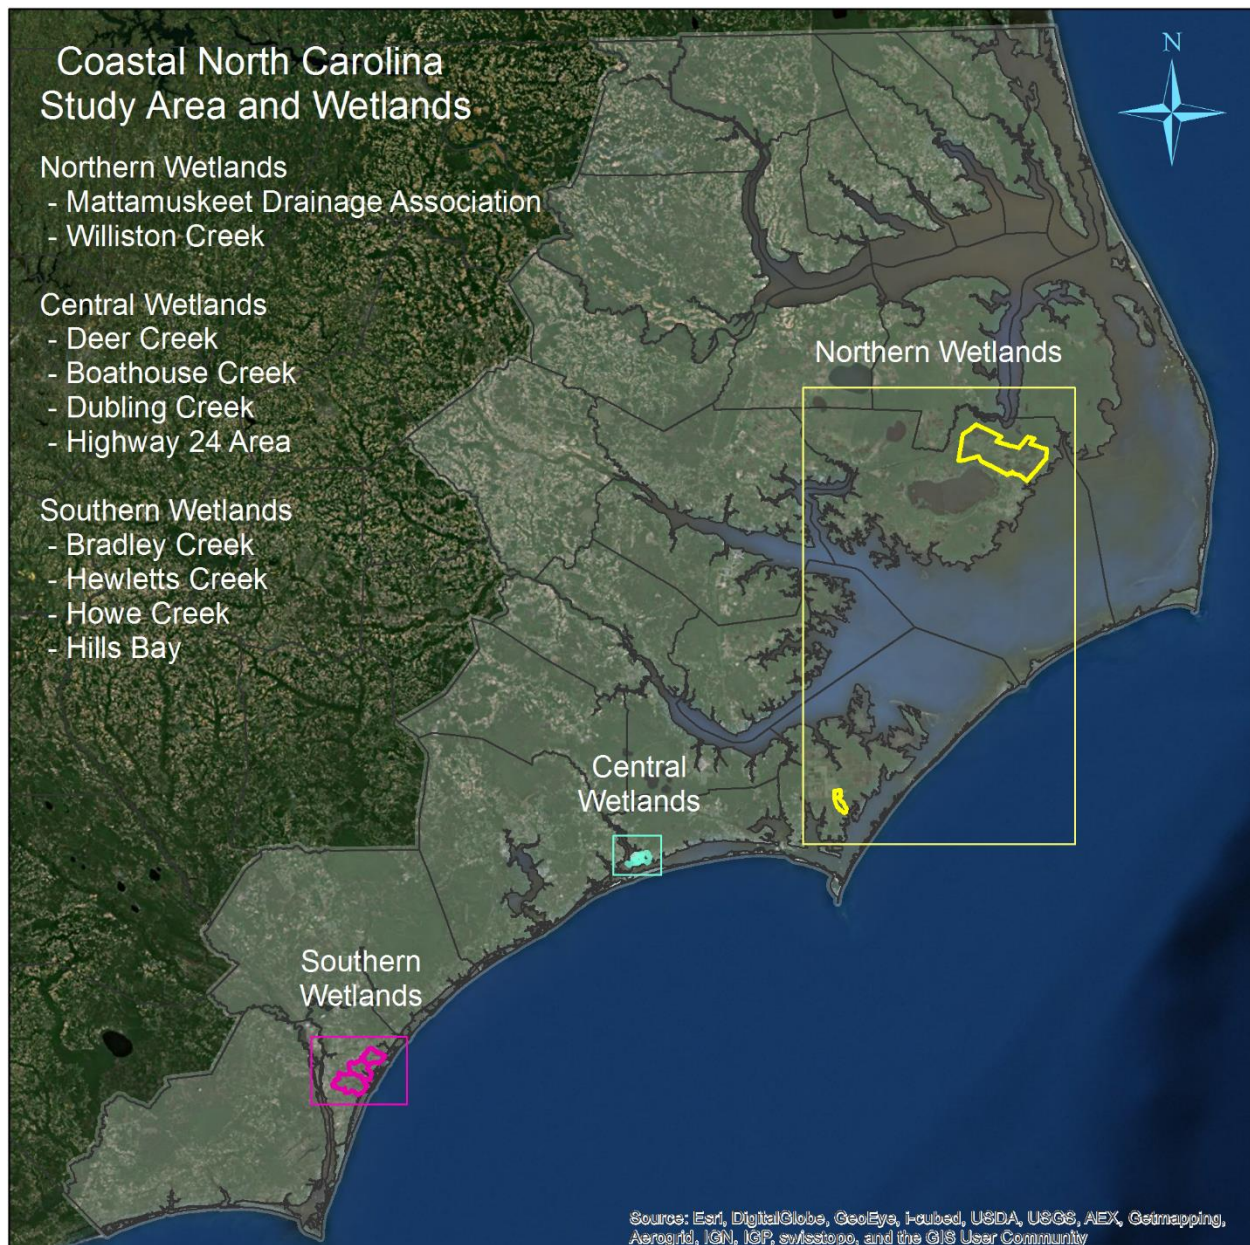 Coastal North Carolina
Study Area and Wetlands
N
Northern Wetlands
- Mattamuskeet Drainage Association
- Williston Creek
Central Wetlands
- Deer Creek
- Boathouse Creek
- Dubling Creek
- Highway 24 Area
Southern Wetlands
- Bradley Creek
- Hewletts Creek
- Howe Creek
- Hills Bay
Northern Wetlands
Central
Wetlands
Southern
Wetlands
Source: Esri, DigitalGlobe, GeoEye, i-cubed, USDA, USGS, AEX, Getmapping,
Aerogrid, IGN, IGP, swisstopo, and the GIS User Community